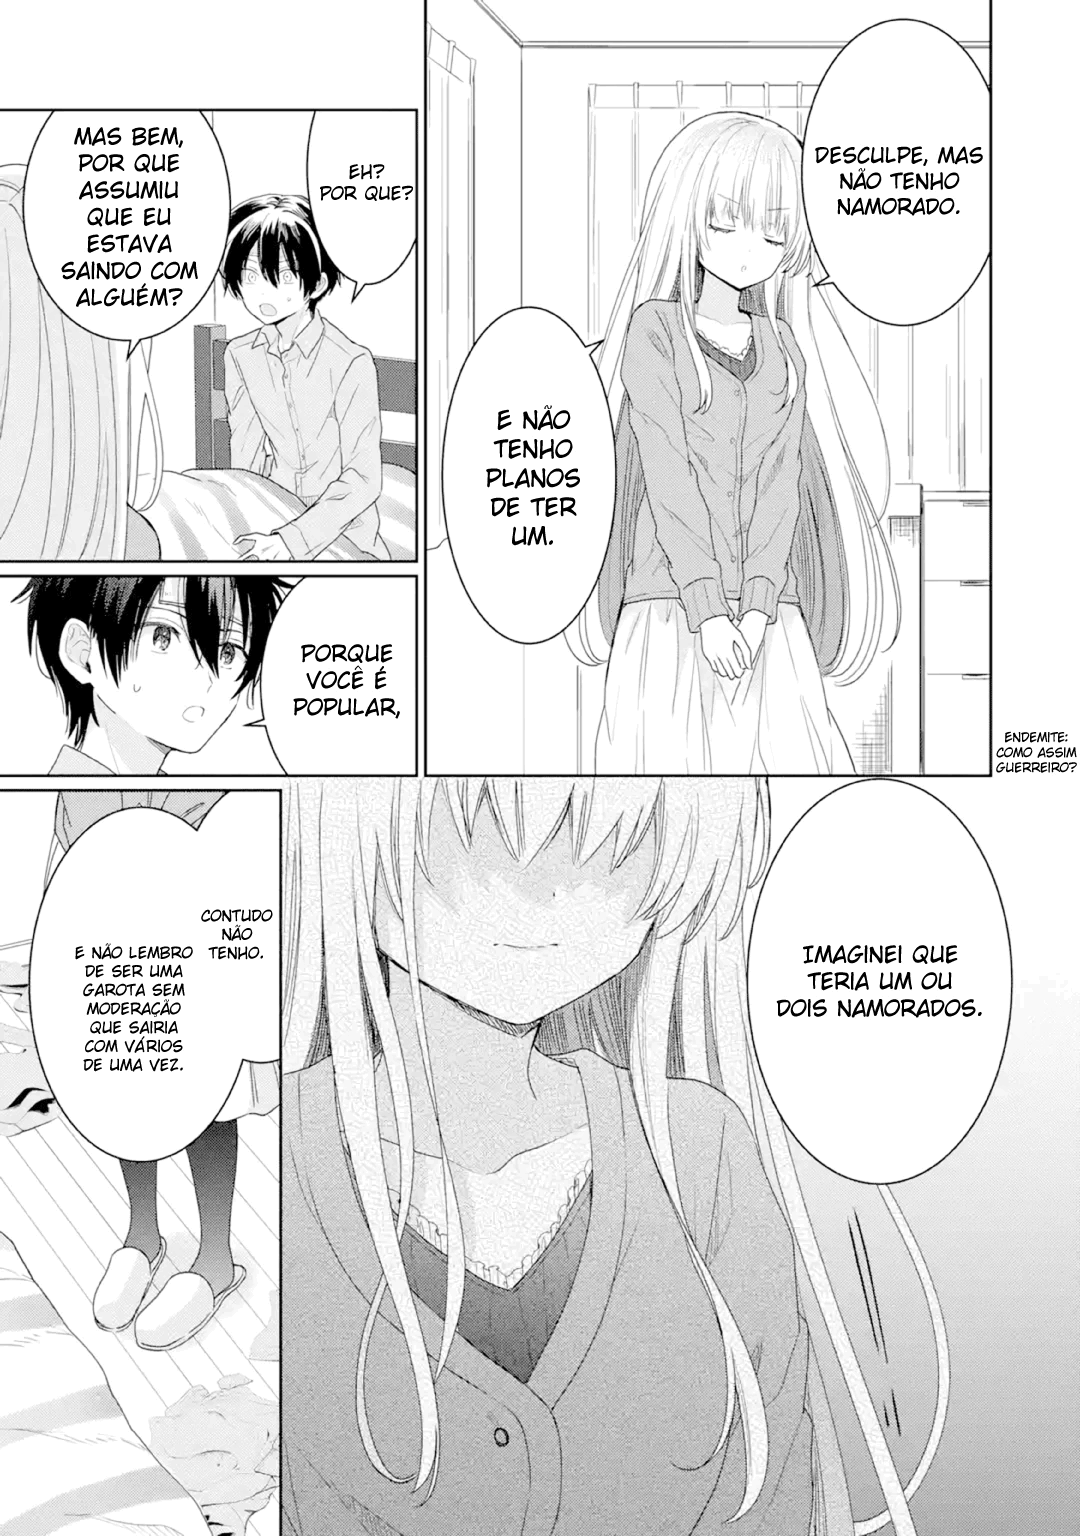 DESCULPE, MAS
NÃO TENHO
NAMORADO.
E NÃO
TENHO
PLANOS
DE TER
UM.
EH?
POR QUE?
MAS BEM,
POR QUE
ASSUMIU
QUE EU
ESTAVA
SAINDO COM
ALGUÉM?
PORQUE
VOCÊ É
POPULAR,
ENDEMITE:
COMO ASSIM
GUERREIRO?
IMAGINEI QUE
TERIA UM OU
DOIS NAMORADOS.
CONTUDO
NÃO
TENHO.
E NÃO LEMBRO
DE SER UMA
GAROTA SEM
MODERAÇÃO
QUE SAIRIA
COM VÁRIOS
DE UMA VEZ.